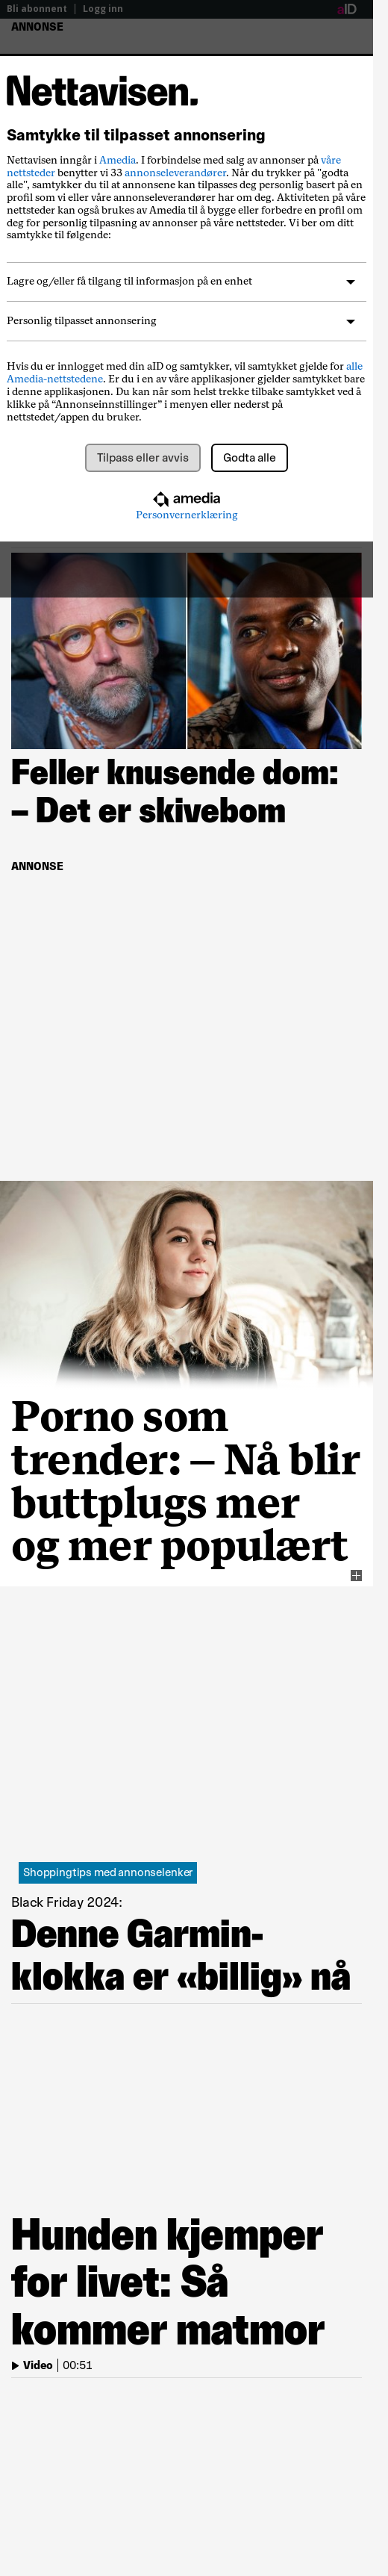 Bli abonnent | Logg inn
aID
ANNONSE
Nettavisen.
Samtykke til tilpasset annonsering
Nettavisen inngår i Amedia. I forbindelse med salg av annonser på våre
nettsteder benytter vi 33 annonseleverandører. Når du trykker på "godta
alle", samtykker du til at annonsene kan tilpasses deg personlig basert på en
profil som vi eller våre annonseleverandører har om deg. Aktiviteten på våre
nettsteder kan også brukes av Amedia til å bygge eller forbedre en profil om
deg for personlig tilpasning av annonser på våre nettsteder. Vi ber om ditt
samtykke til følgende:
Lagre og/eller få tilgang til informasjon på en enhet
Personlig tilpasset annonsering
Hvis du er innlogget med din aID og samtykker, vil samtykket gjelde for alle
Amedia-nettstedene. Er du i en av våre applikasjoner gjelder samtykket bare
i denne applikasjonen. Du kan når som helst trekke tilbake samtykket ved å
klikke på “Annonseinnstillinger” i menyen eller nederst på
nettstedet/appen du bruker.
Tilpass eller avvis
Godta alle
amedia
Personvernerklæring
Feller knusende dom:
– Det er skivebom
ANNONSE
Porno som
trender: – Nå blir
buttplugs mer
og mer populært
Shoppingtips med annonselenker
Black Friday 2024:
Denne Garmin-
klokka er «billig» nå
Hunden kjemper
for livet: Så
kommer matmor
Video | 00:51